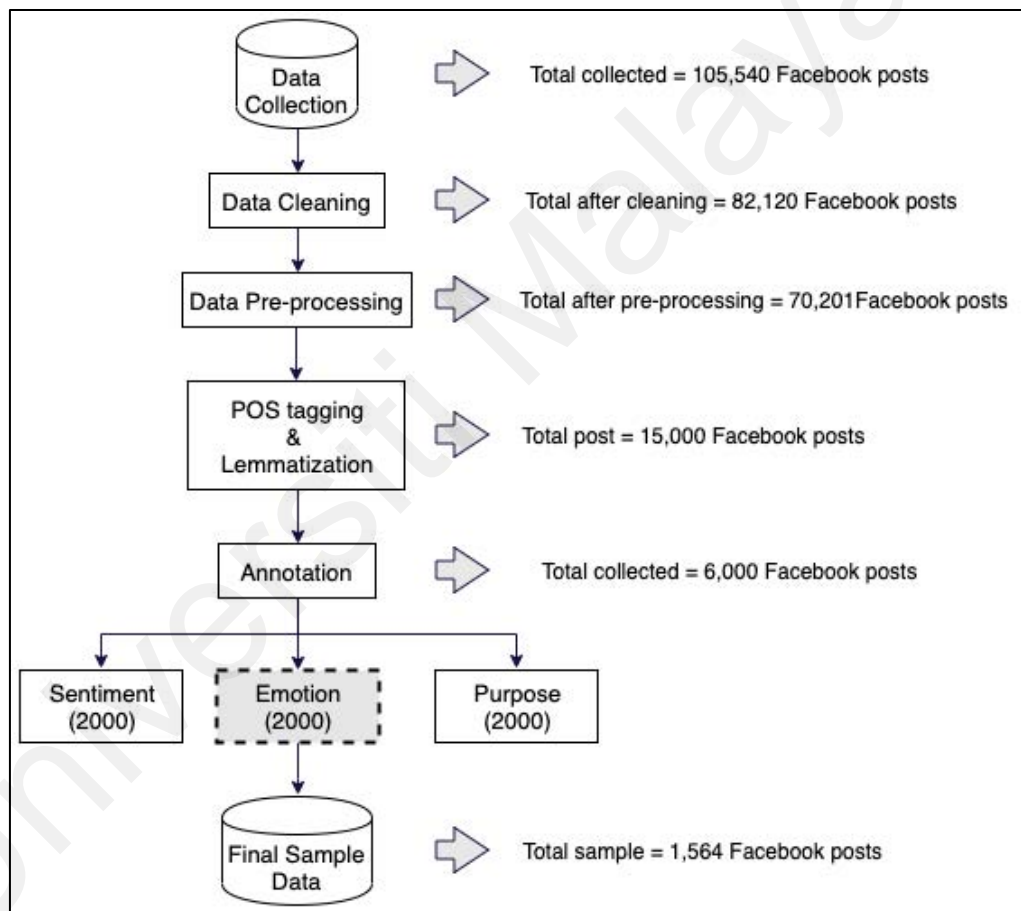 Data
Collection
Total collected = 105,540 Facebook posts
Data Cleaning
Total after cleaning = 82,120 Facebook posts
Data Pre-processing
Total after pre-processing = 70,201Facebook posts
POS tagging
&
Lemmatization
Total post = 15,000 Facebook posts
Annotation
Total collected = 6,000 Facebook posts
Sentiment
(2000)
Emotion
(2000)
Purpose
(2000)
Final Sample
Data
Total sample = 1,564 Facebook posts
Universiti Malaya